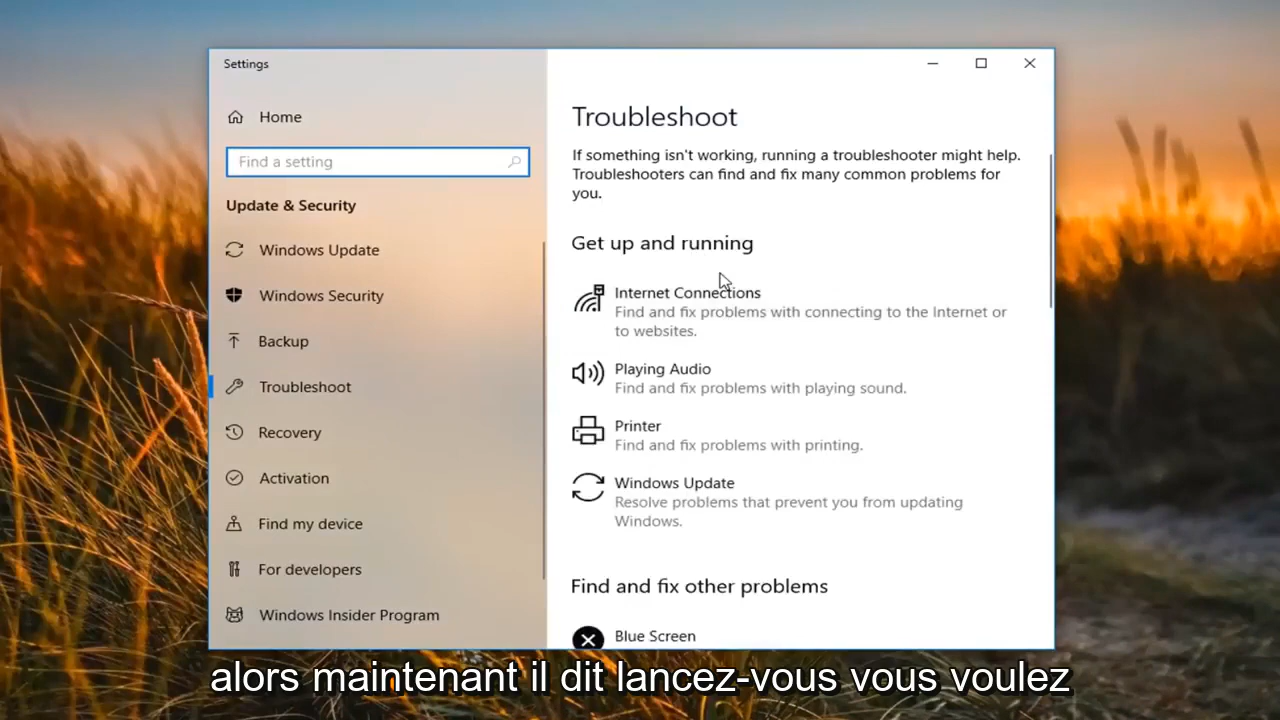 Settings
Home
Find a setting
Update & Security
Windows Update
Windows Security
Backup
Troubleshoot
Recovery
Activation
Find my device
For developers
Windows Insider Program
Troubleshoot
If something isn't working, running a troubleshooter might help.
Troubleshooters can find and fix many common problems for
you.
Get up and running
Internet Connections
Find and fix problems with connecting to the Internet or
to websites.
Playing Audio
Find and fix problems with playing sound.
Printer
Find and fix problems with printing.
Windows Update
Resolve problems that prevent you from updating
Windows.
Find and fix other problems
Blue Screen
alors maintenant il dit lancez-vous vous voulez